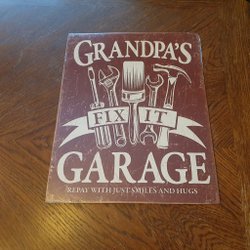 GRANDPA'S
FIX IT
GARAGE
REPAY WITH JUST SMILES AND HUGS